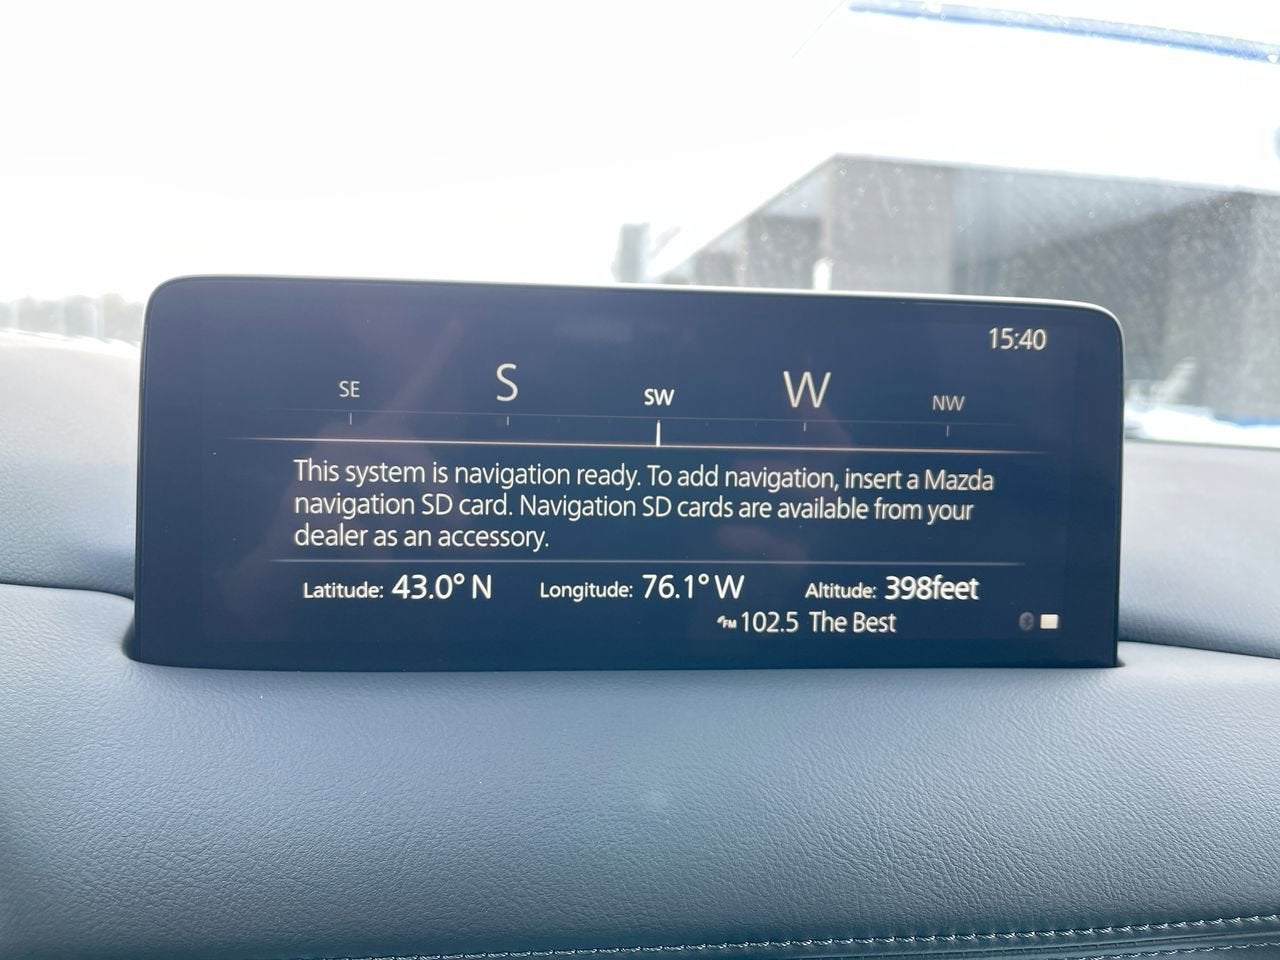 15:40
SE S SW W NW
This system is navigation ready. To add navigation, insert a Mazda
navigation SD card. Navigation SD cards are available from your
dealer as an accessory.
Latitude: 43.0° N Longitude: 76.1° W Altitude: 398feet
FM 102.5 The Best